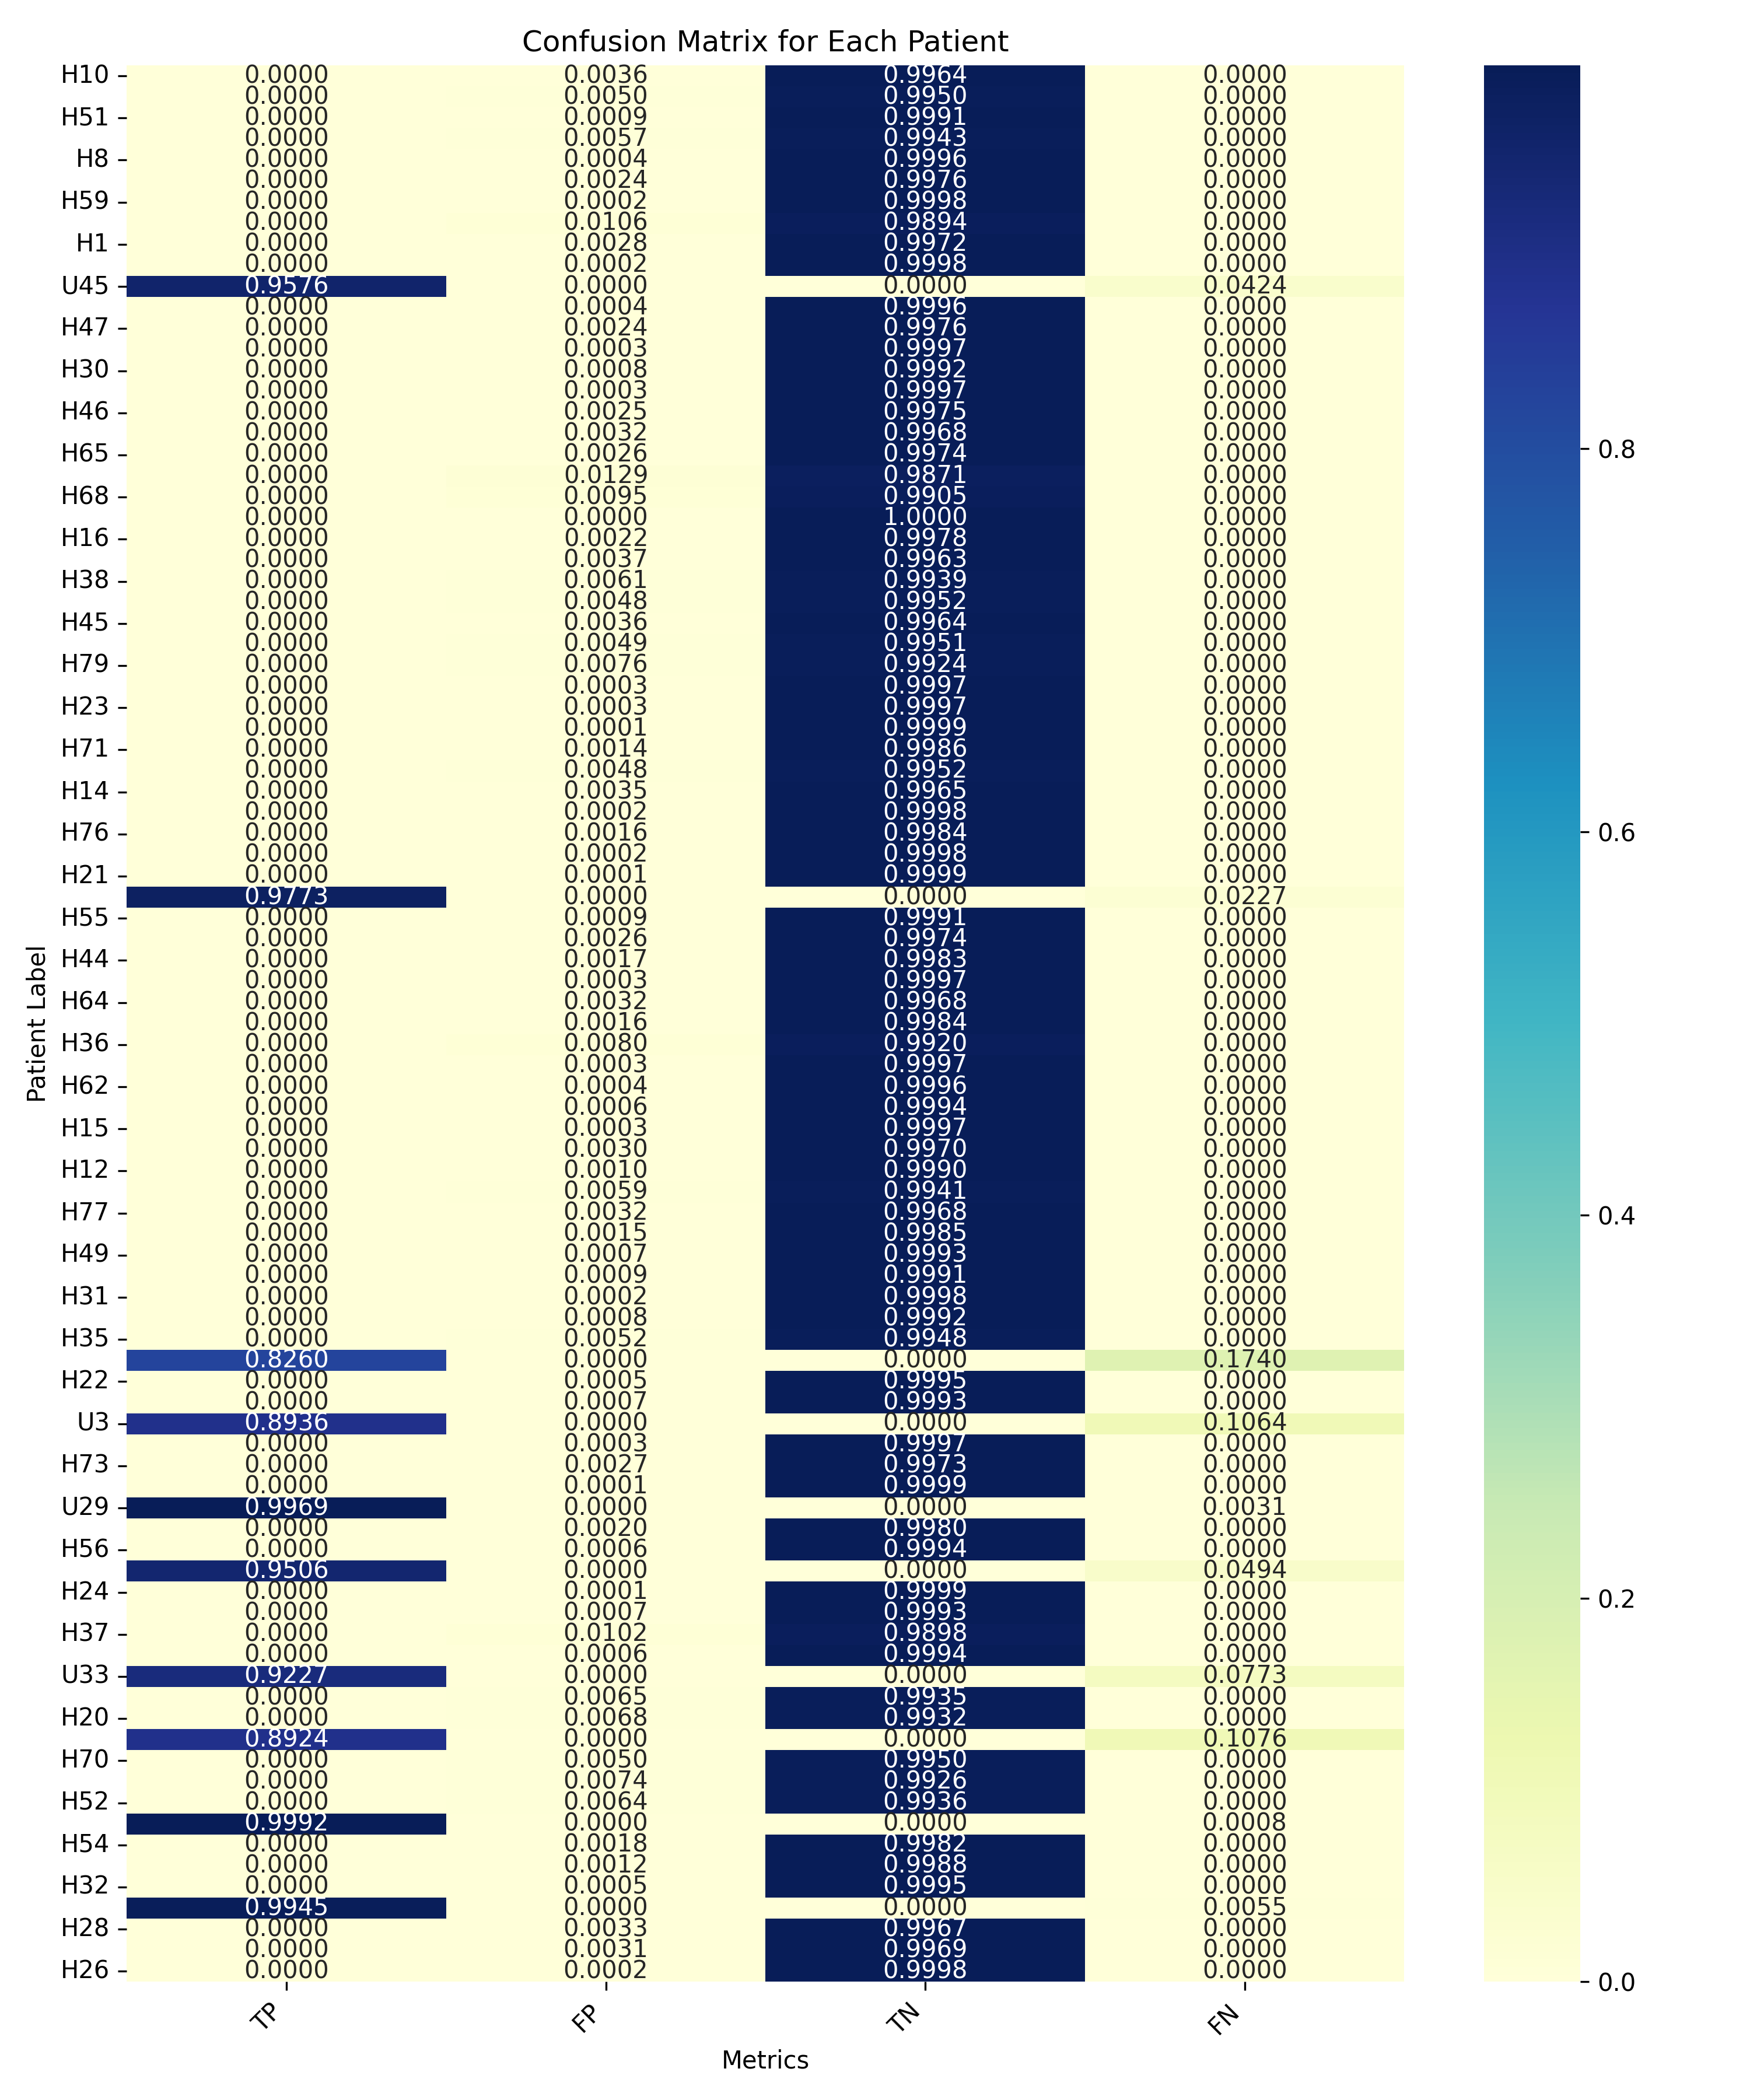 Confusion Matrix for Each Patient
H10 0.0000 0.0036 0.9964 0.0000
0.0000 0.0050 0.9950 0.0000
H51 0.0000 0.0009 0.9991 0.0000
0.0000 0.0057 0.9943 0.0000
H8 0.0000 0.0004 0.9996 0.0000
0.0000 0.0024 0.9976 0.0000
H59 0.0000 0.0002 0.9998 0.0000
0.0000 0.0106 0.9894 0.0000
H1 0.0000 0.0028 0.9972 0.0000
0.0000 0.0002 0.9998 0.0000
U45 0.9576 0.0000 0.0000 0.0424
0.0000 0.0004 0.9996 0.0000
H47 0.0000 0.0024 0.9976 0.0000
0.0000 0.0003 0.9997 0.0000
H30 0.0000 0.0008 0.9992 0.0000
0.0000 0.0003 0.9997 0.0000
H46 0.0000 0.0025 0.9975 0.0000
0.0000 0.0032 0.9968 0.0000
H65 0.0000 0.0026 0.9974 0.0000
0.0000 0.0129 0.9871 0.0000
H68 0.0000 0.0095 0.9905 0.0000
0.0000 0.0000 1.0000 0.0000
H16 0.0000 0.0022 0.9978 0.0000
0.0000 0.0037 0.9963 0.0000
H38 0.0000 0.0061 0.9939 0.0000
0.0000 0.0048 0.9952 0.0000
H45 0.0000 0.0036 0.9964 0.0000
0.0000 0.0049 0.9951 0.0000
H79 0.0000 0.0076 0.9924 0.0000
0.0000 0.0003 0.9997 0.0000
H23 0.0000 0.0003 0.9997 0.0000
0.0000 0.0001 0.9999 0.0000
H71 0.0000 0.0014 0.9986 0.0000
0.0000 0.0048 0.9952 0.0000
H14 0.0000 0.0035 0.9965 0.0000
0.0000 0.0002 0.9998 0.0000
H76 0.0000 0.0016 0.9984 0.0000
0.0000 0.0002 0.9998 0.0000
H21 0.0000 0.0001 0.9999 0.0000
0.9773 0.0000 0.0000 0.0227
H55 0.0000 0.0009 0.9991 0.0000
0.0000 0.0026 0.9974 0.0000
H44 0.0000 0.0017 0.9983 0.0000
0.0000 0.0003 0.9997 0.0000
H64 0.0000 0.0032 0.9968 0.0000
0.0000 0.0016 0.9984 0.0000
H36 0.0000 0.0080 0.9920 0.0000
0.0000 0.0003 0.9997 0.0000
H62 0.0000 0.0004 0.9996 0.0000
0.0000 0.0006 0.9994 0.0000
H15 0.0000 0.0003 0.9997 0.0000
0.0000 0.0030 0.9970 0.0000
H12 0.0000 0.0010 0.9990 0.0000
0.0000 0.0059 0.9941 0.0000
H77 0.0000 0.0032 0.9968 0.0000
0.0000 0.0015 0.9985 0.0000
H49 0.0000 0.0007 0.9993 0.0000
0.0000 0.0009 0.9991 0.0000
H31 0.0000 0.0002 0.9998 0.0000
0.0000 0.0008 0.9992 0.0000
H35 0.0000 0.0052 0.9948 0.0000
0.8260 0.0000 0.0000 0.1740
H22 0.0000 0.0005 0.9995 0.0000
0.0000 0.0007 0.9993 0.0000
U3 0.8936 0.0000 0.0000 0.1064
0.0000 0.0003 0.9997 0.0000
H73 0.0000 0.0027 0.9973 0.0000
0.0000 0.0001 0.9999 0.0000
U29 0.9969 0.0000 0.0000 0.0031
0.0000 0.0020 0.9980 0.0000
H56 0.0000 0.0006 0.9994 0.0000
0.9506 0.0000 0.0000 0.0494
H24 0.0000 0.0001 0.9999 0.0000
0.0000 0.0007 0.9993 0.0000
H37 0.0000 0.0102 0.9898 0.0000
0.0000 0.0006 0.9994 0.0000
U33 0.9227 0.0000 0.0000 0.0773
0.0000 0.0065 0.9935 0.0000
H20 0.0000 0.0068 0.9932 0.0000
0.8924 0.0000 0.0000 0.1076
H70 0.0000 0.0050 0.9950 0.0000
0.0000 0.0074 0.9926 0.0000
H52 0.0000 0.0064 0.9936 0.0000
0.9992 0.0000 0.0000 0.0008
H54 0.0000 0.0018 0.9982 0.0000
0.0000 0.0012 0.9988 0.0000
H32 0.0000 0.0005 0.9995 0.0000
0.9945 0.0000 0.0000 0.0055
H28 0.0000 0.0033 0.9967 0.0000
0.0000 0.0031 0.9969 0.0000
H26 0.0000 0.0002 0.9998 0.0000
TP FP TN FN
Metrics
Patient Label
0.8
0.6
0.4
0.2
0.0